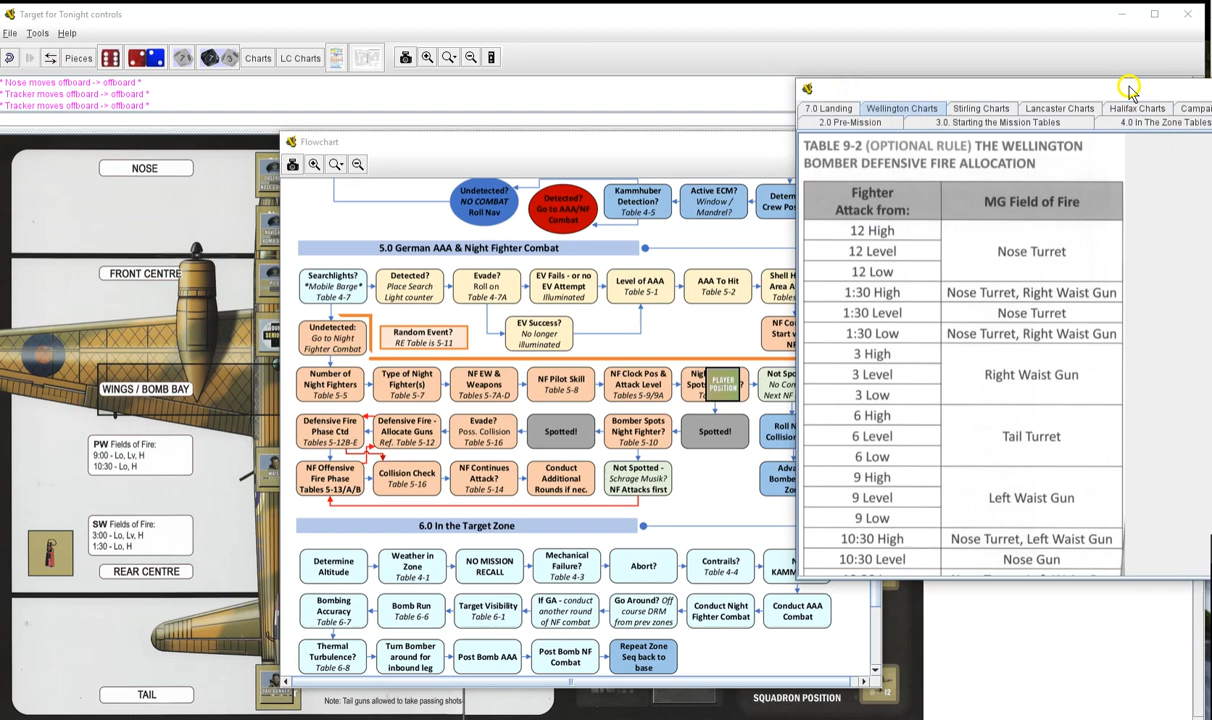 Target for Tonight controls
File Tools Help
Pieces Charts LC Charts
* Nose moves offboard -> offboard *
* Tracker moves offboard -> offboard *
* Tracker moves offboard -> offboard *
NOSE
FRONT CENTRE
WINGS / BOMB BAY
PW Fields of Fire:
9:00 - Lo, Lv, H
10:30 - Lo, H
SW Fields of Fire:
3:00 - Lo, Lv, H
1:30 - Lo, H
REAR CENTRE
TAIL
Note: Tail guns allowed to take passing shots
SQUADRON POSITION
Flowchart
Undetected?
NO COMBAT
Roll Nav
Detected?
Go to AAA/NF
Combat
Kammhuber
Detection?
Table 4-5
Active ECM?
Window /
Mandrel?
5.0 German AAA & Night Fighter Combat
Searchlights?
*Mobile Barge*
Table 4-7
Detected?
Place Search
Light counter
Evade?
Roll on
Table 4-7A
EV Fails - or no
EV Attempt
Illuminated
Level of AAA
Table 5-1
AAA To Hit
Table 5-2
Undetected:
Go to Night
Fighter Combat
Random Event?
RE Table is 5-11
EV Success?
No longer
illuminated
Number of
Night Fighters
Table 5-5
Type of Night
Fighter(s)
Table 5-7
NF EW &
Weapons
Tables 5-7A-D
NF Pilot Skill
Table 5-8
NF Clock Pos &
Attack Level
Tables 5-9/9A
PLAYER
POSITION
Defensive Fire
Phase Ctd
Tables 5-12B-E
Defensive Fire -
Allocate Guns
Ref. Table 5-12
Evade?
Poss. Collision
Table 5-16
Spotted!
Bomber Spots
Night Fighter?
Table 5-10
Spotted!
NF Offensive
Fire Phase
Tables 5-13/A/B
Collision Check
Table 5-16
NF Continues
Attack?
Table 5-14
Conduct
Additional
Rounds if nec.
Not Spotted -
Schrage Musik?
NF Attacks first
6.0 In the Target Zone
Determine
Altitude
Weather in
Zone
Table 4-1
NO MISSION
RECALL
Mechanical
Failure?
Table 4-3
Abort?
Contrails?
Table 4-4
Bombing
Accuracy
Table 6-7
Bomb Run
Table 6-6
Target Visibility
Table 6-1
If GA - conduct
another round
of NF combat
Go Around? Off
course DRM
from prev zones
Conduct Night
Fighter Combat
Conduct AAA
Combat
Thermal
Turbulence?
Table 6-8
Turn Bomber
around for
inbound leg
Post Bomb AAA
Post Bomb NF
Combat
Repeat Zone
Seq back to
base
7.0 Landing Wellington Charts Stirling Charts Lancaster Charts Halifax Charts
2.0 Pre-Mission 3.0. Starting the Mission Tables 4.0 In The Zone Tables
TABLE 9-2 (OPTIONAL RULE) THE WELLINGTON
BOMBER DEFENSIVE FIRE ALLOCATION
Fighter
Attack from:
MG Field of Fire
12 High
12 Level
12 Low
Nose Turret
1:30 High Nose Turret, Right Waist Gun
1:30 Level Nose Turret
1:30 Low Nose Turret, Right Waist Gun
3 High
3 Level
3 Low
Right Waist Gun
6 High
6 Level
6 Low
Tail Turret
9 High
9 Level
9 Low
Left Waist Gun
10:30 High Nose Turret, Left Waist Gun
10:30 Level Nose Gun